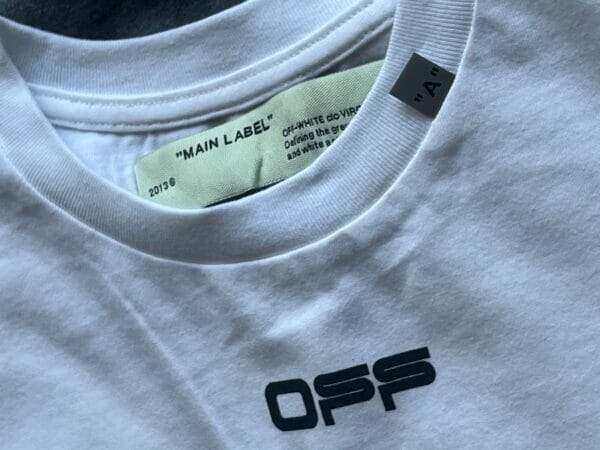 "MAIN LABEL"
2013©
OFF-WHITE c/o VIRG
Defining the gre
and white a
"A"
OFF